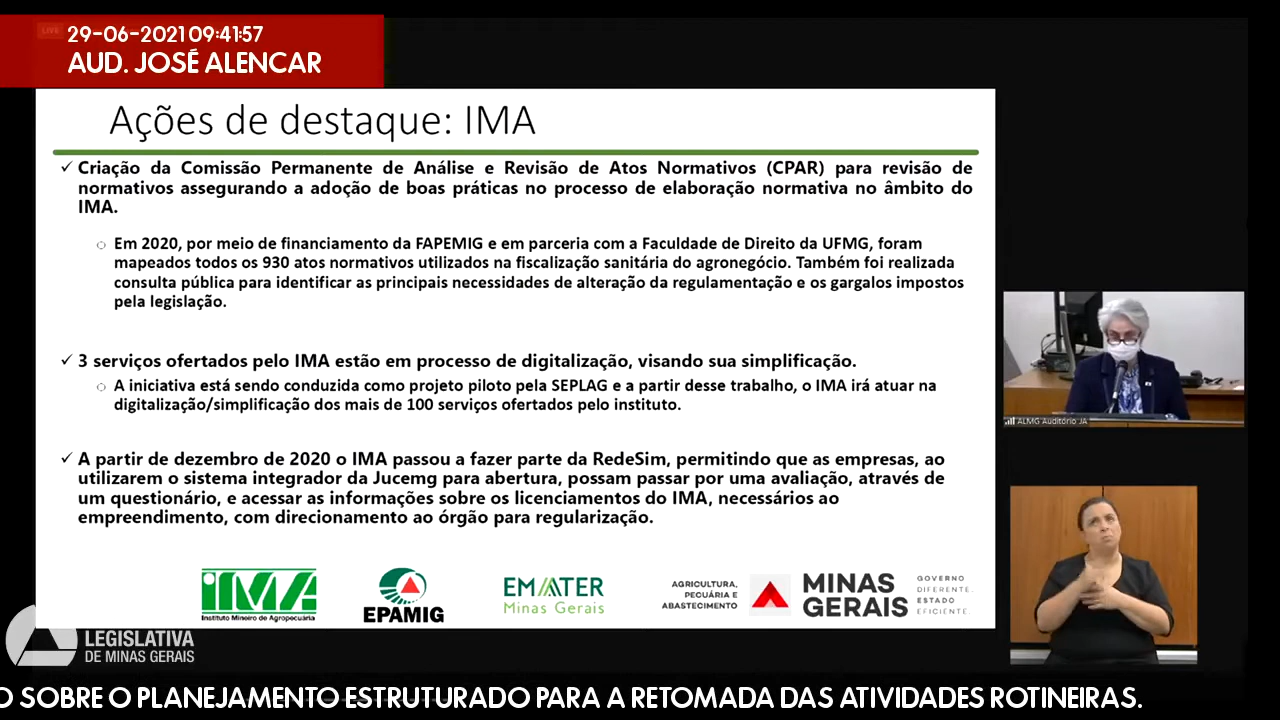 LIVE
29-06-2021 09:41:57
AUD. JOSÉ ALENCAR
Ações de destaque: IMA
✓ Criação da Comissão Permanente de Análise e Revisão de Atos Normativos (CPAR) para revisão de
normativos assegurando a adoção de boas práticas no processo de elaboração normativa no âmbito do
IMA.
Em 2020, por meio de financiamento da FAPEMIG e em parceria com a Faculdade de Direito da UFMG, foram
mapeados todos os 930 atos normativos utilizados na fiscalização sanitária do agronegócio. Também foi realizada
consulta pública para identificar as principais necessidades de alteração da regulamentação e os gargalos impostos
pela legislação.
✓ 3 serviços ofertados pelo IMA estão em processo de digitalização, visando sua simplificação.
A iniciativa está sendo conduzida como projeto piloto pela SEPLAG e a partir desse trabalho, o IMA irá atuar na
digitalização/simplificação dos mais de 100 serviços ofertados pelo instituto.
✓ A partir de dezembro de 2020 o IMA passou a fazer parte da RedeSim, permitindo que as empresas, ao
utilizarem o sistema integrador da Jucemg para abertura, possam passar por uma avaliação, através de
um questionário, e acessar as informações sobre os licenciamentos do IMA, necessários ao
empreendimento, com direcionamento ao órgão para regularização.
IMA
Instituto Mineiro de Agropecuária
EPAMIG
EMATER
Minas Gerais
AGRICULTURA,
PECUÁRIA E
ABASTECIMENTO
MINAS
GERAIS
GOVERNO
DIFERENTE.
ESTADO
EFICIENTE.
ALMG Auditório JA
LEGISLATIVA
DE MINAS GERAIS
O SOBRE O PLANEJAMENTO ESTRUTURADO PARA A RETOMADA DAS ATIVIDADES ROTINEIRAS.